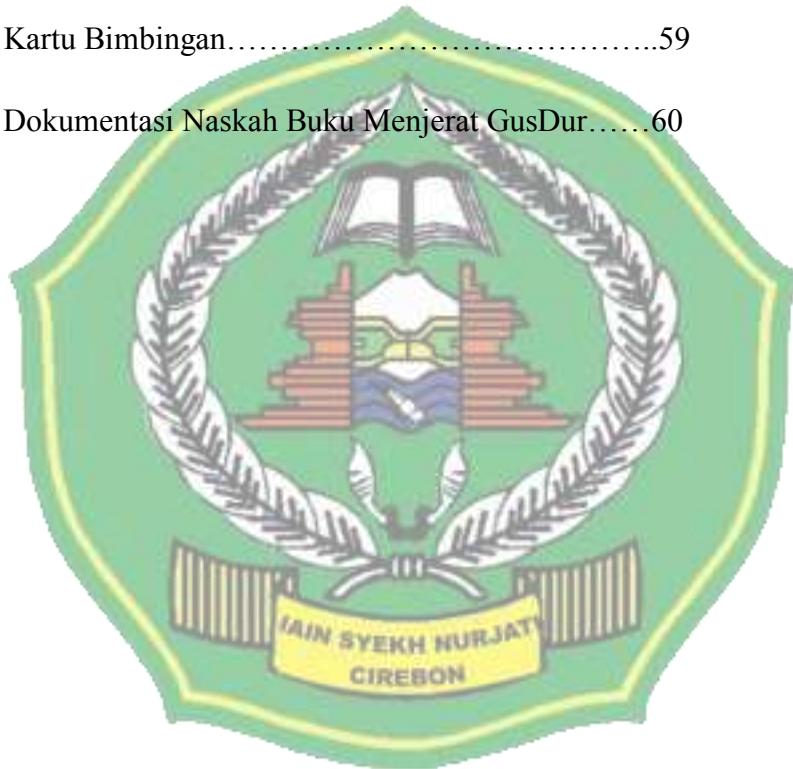 Kartu Bimbingan…………………………………..59
Dokumentasi Naskah Buku Menjerat GusDur……60
IAIN SYEKH NURJATI
CIREBON